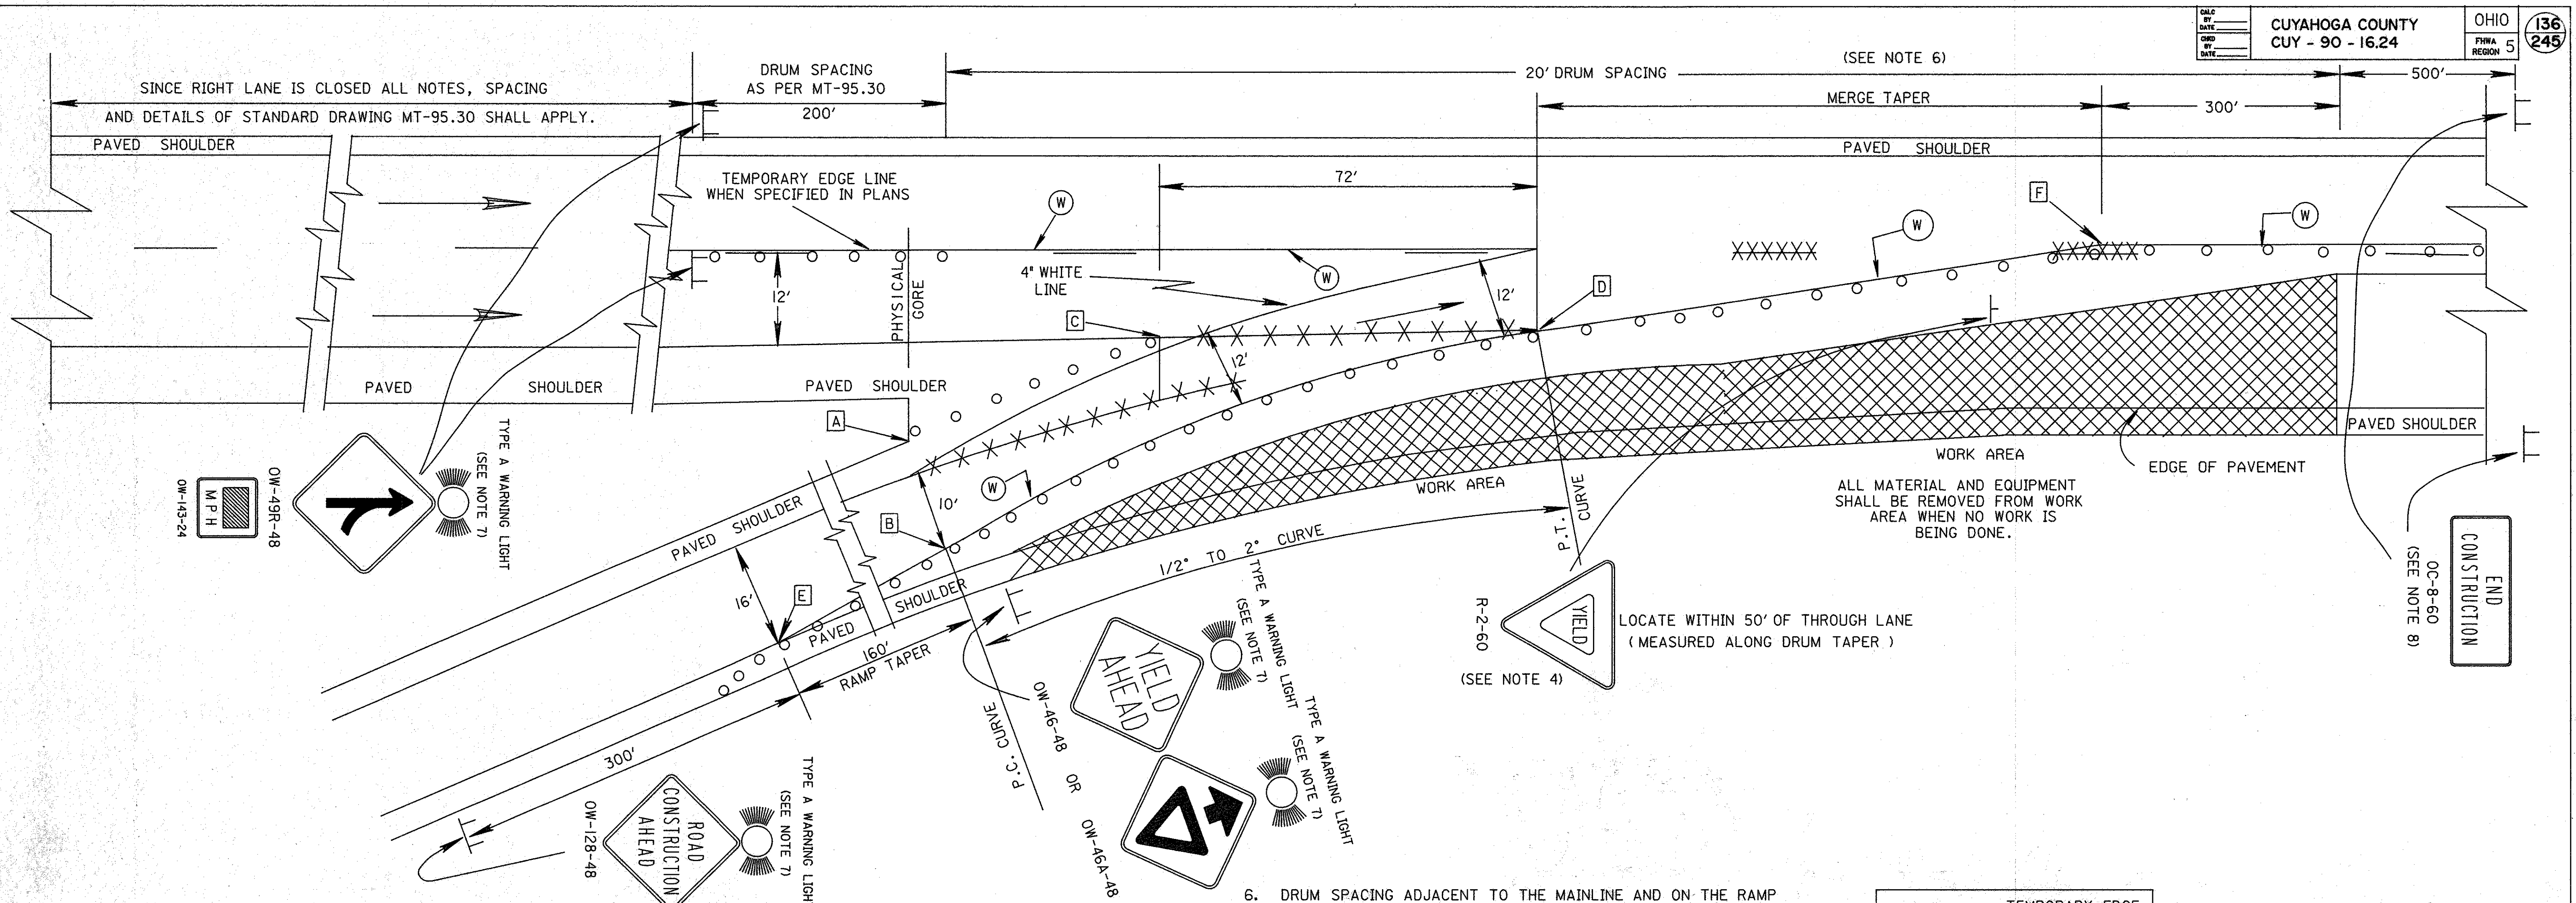 CALC
BY
DATE
CHKD
BY
DATE
CUYAHOGA COUNTY
CUY - 90 - 16.24
OHIO
FHWA
REGION 5
136
245
SINCE RIGHT LANE IS CLOSED ALL NOTES, SPACING
AND DETAILS OF STANDARD DRAWING MT-95.30 SHALL APPLY.
DRUM SPACING
AS PER MT-95.30
200'
(SEE NOTE 6)
20' DRUM SPACING
500'
MERGE TAPER
300'
PAVED SHOULDER
PAVED SHOULDER
TEMPORARY EDGE LINE
WHEN SPECIFIED IN PLANS
72'
W
W
W
W
F
4" WHITE
LINE
12'
PHYSICAL
GORE
12'
D
C
12'
PAVED SHOULDER
PAVED SHOULDER
A
PAVED SHOULDER
WORK AREA
EDGE OF PAVEMENT
WORK AREA
ALL MATERIAL AND EQUIPMENT
SHALL BE REMOVED FROM WORK
AREA WHEN NO WORK IS
BEING DONE.
TYPE A WARNING LIGHT
(SEE NOTE 7)
OW-49R-48
MPH
OW-143-24
W
10'
B
PAVED SHOULDER
16'
E
PAVED SHOULDER
160'
RAMP TAPER
1/2° TO 2° CURVE
P.T. CURVE
P.C. CURVE
300'
R-2-60
YIELD
(SEE NOTE 4)
LOCATE WITHIN 50' OF THROUGH LANE
( MEASURED ALONG DRUM TAPER )
END
CONSTRUCTION
OC-8-60
(SEE NOTE 8)
YIELD
AHEAD
TYPE A WARNING LIGHT
(SEE NOTE 7)
OW-46-48 OR OW-46A-48
TYPE A WARNING LIGHT
(SEE NOTE 7)
ROAD
CONSTRUCTION
AHEAD
OW-128-48
TYPE A WARNING LIGH
(SEE NOTE 7)
6. DRUM SPACING ADJACENT TO THE MAINLINE AND ON THE RAMP
TEMPORARY EDGE